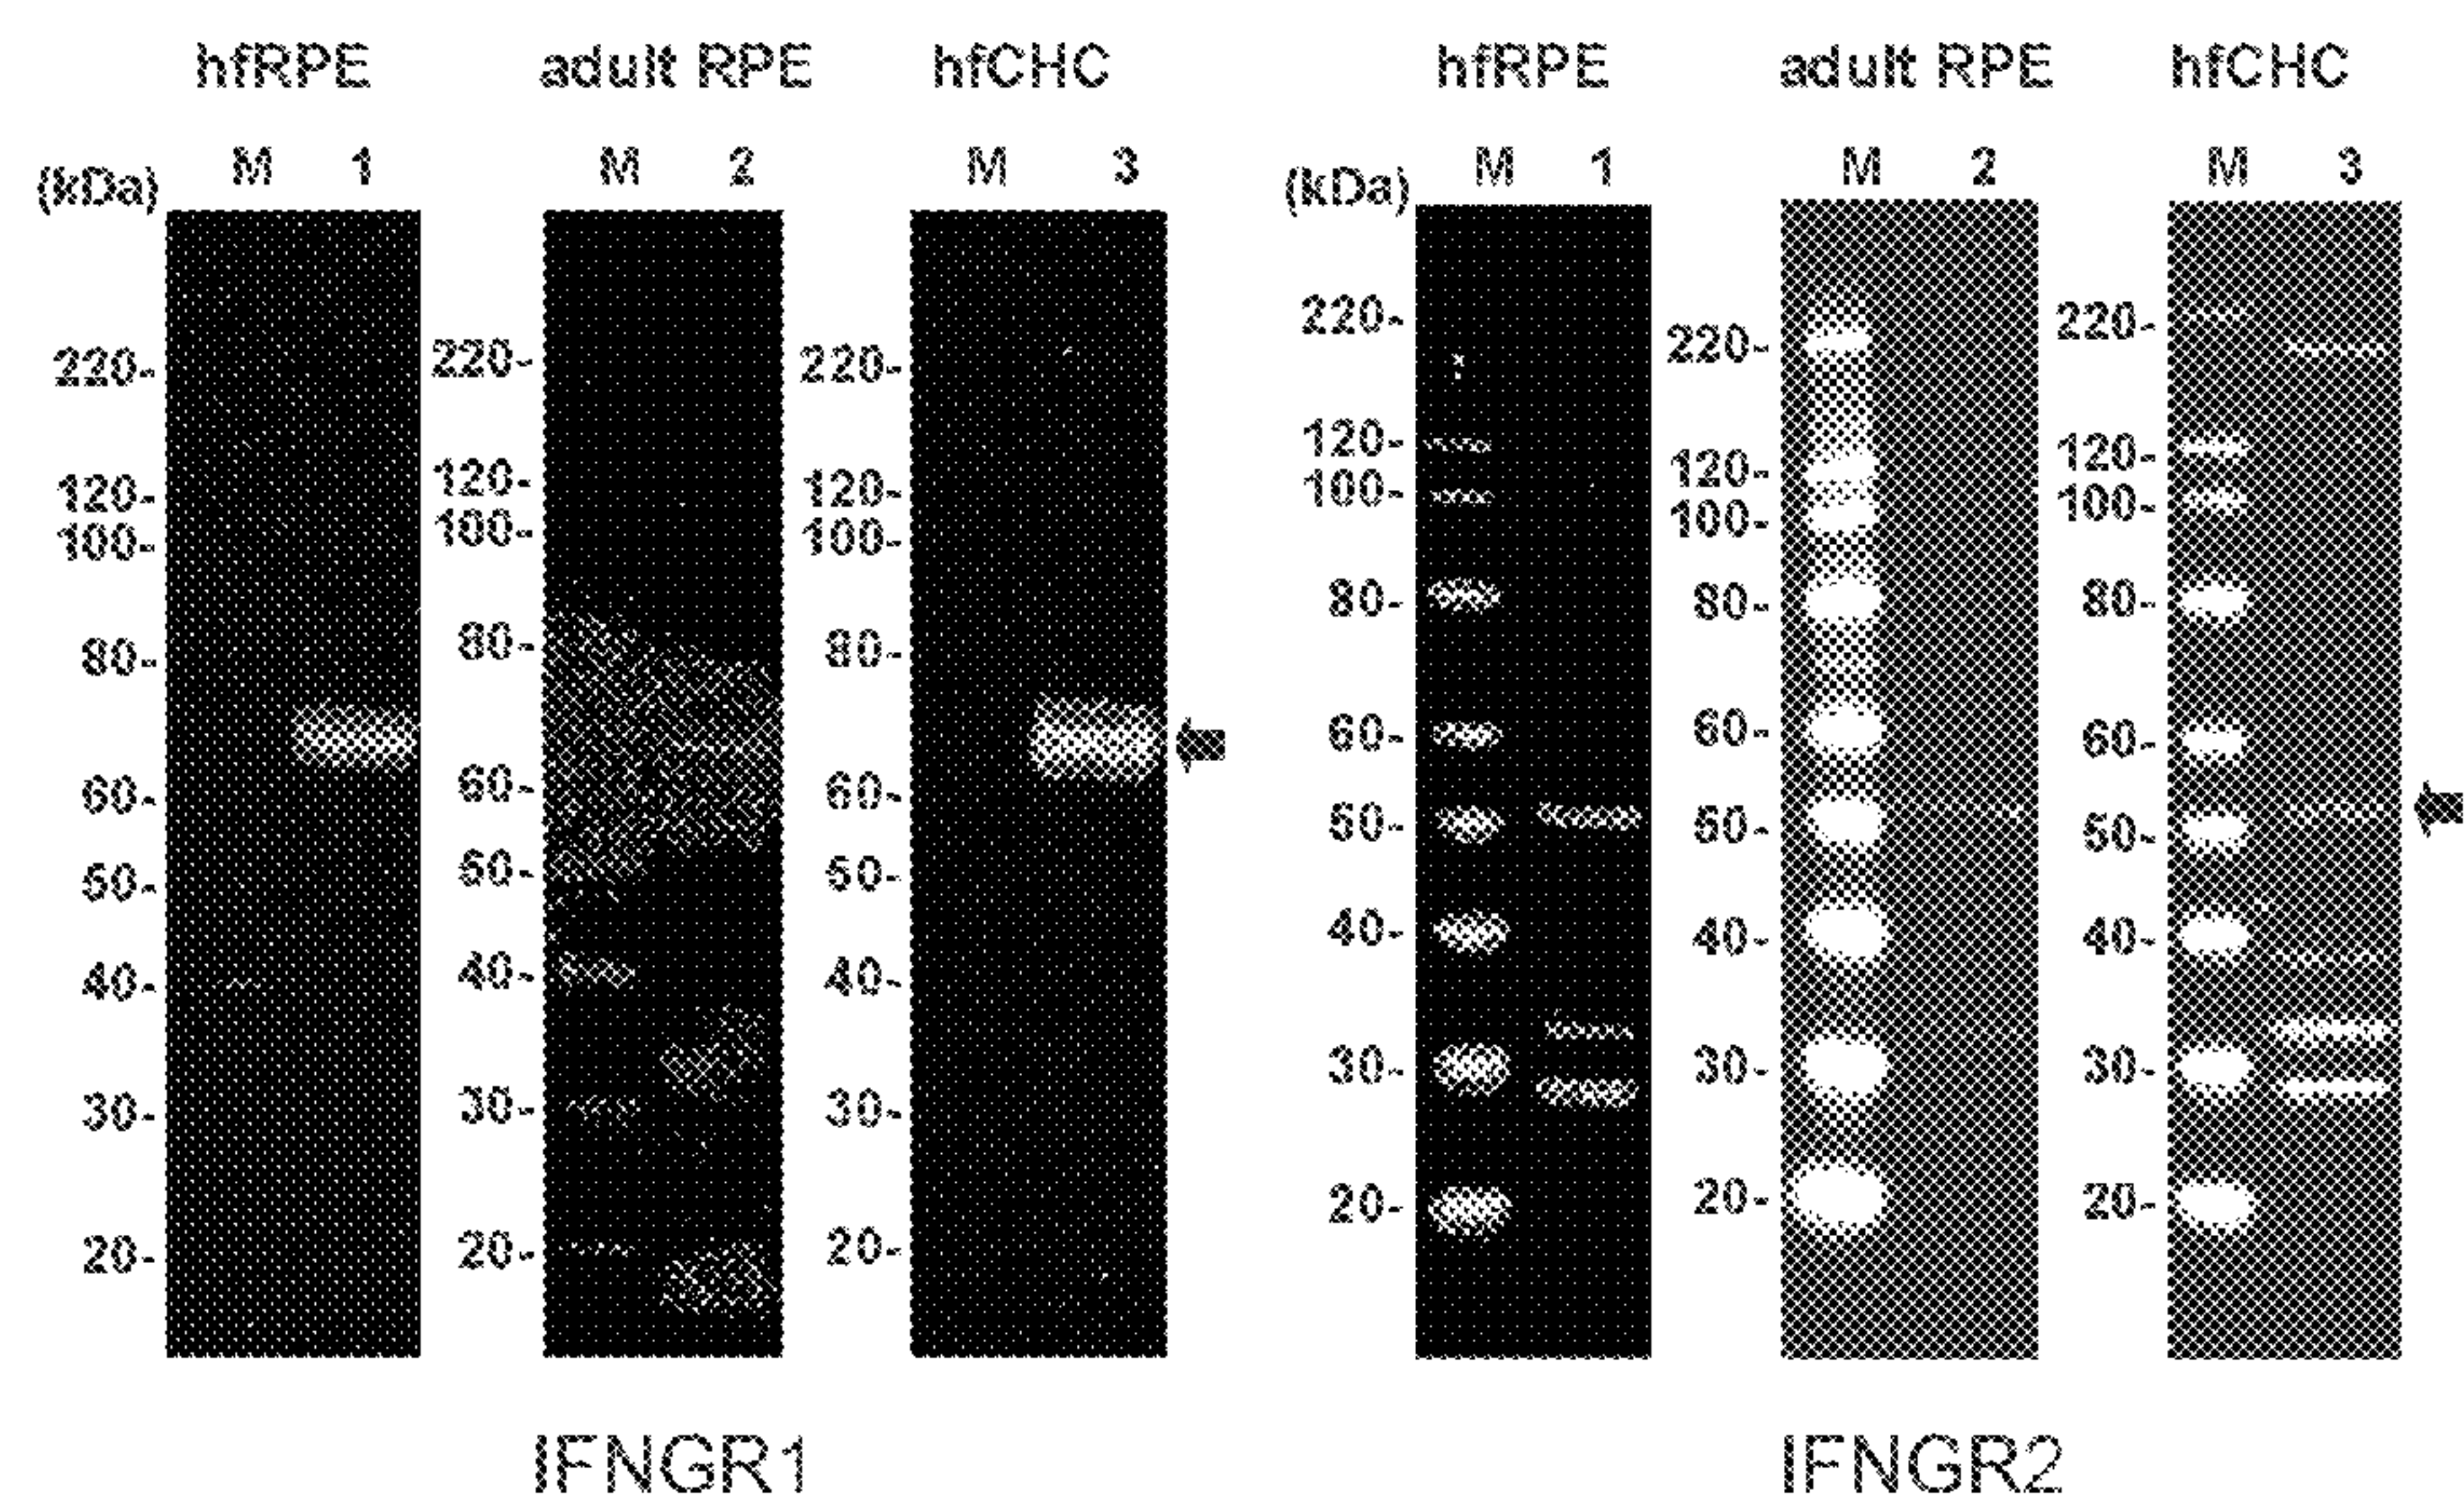 hfRPE adult RPE hfCHC hfRPE adult RPE hfCHC
(kDa) M 1 M 2 M 3 (kDa) M 1 M 2 M 3
220- 220- 220- 220- 220- 220-
120- 120- 120- 120- 120- 120-
100- 100- 100- 100- 100- 100-
80- 80- 80- 80- 80- 80-
60- 60- 60- 60- 60- 60-
50- 50- 50- 50- 50- 50-
40- 40- 40- 40- 40- 40-
30- 30- 30- 30- 30- 30-
20- 20- 20- 20- 20- 20-
IFNGR1 IFNGR2